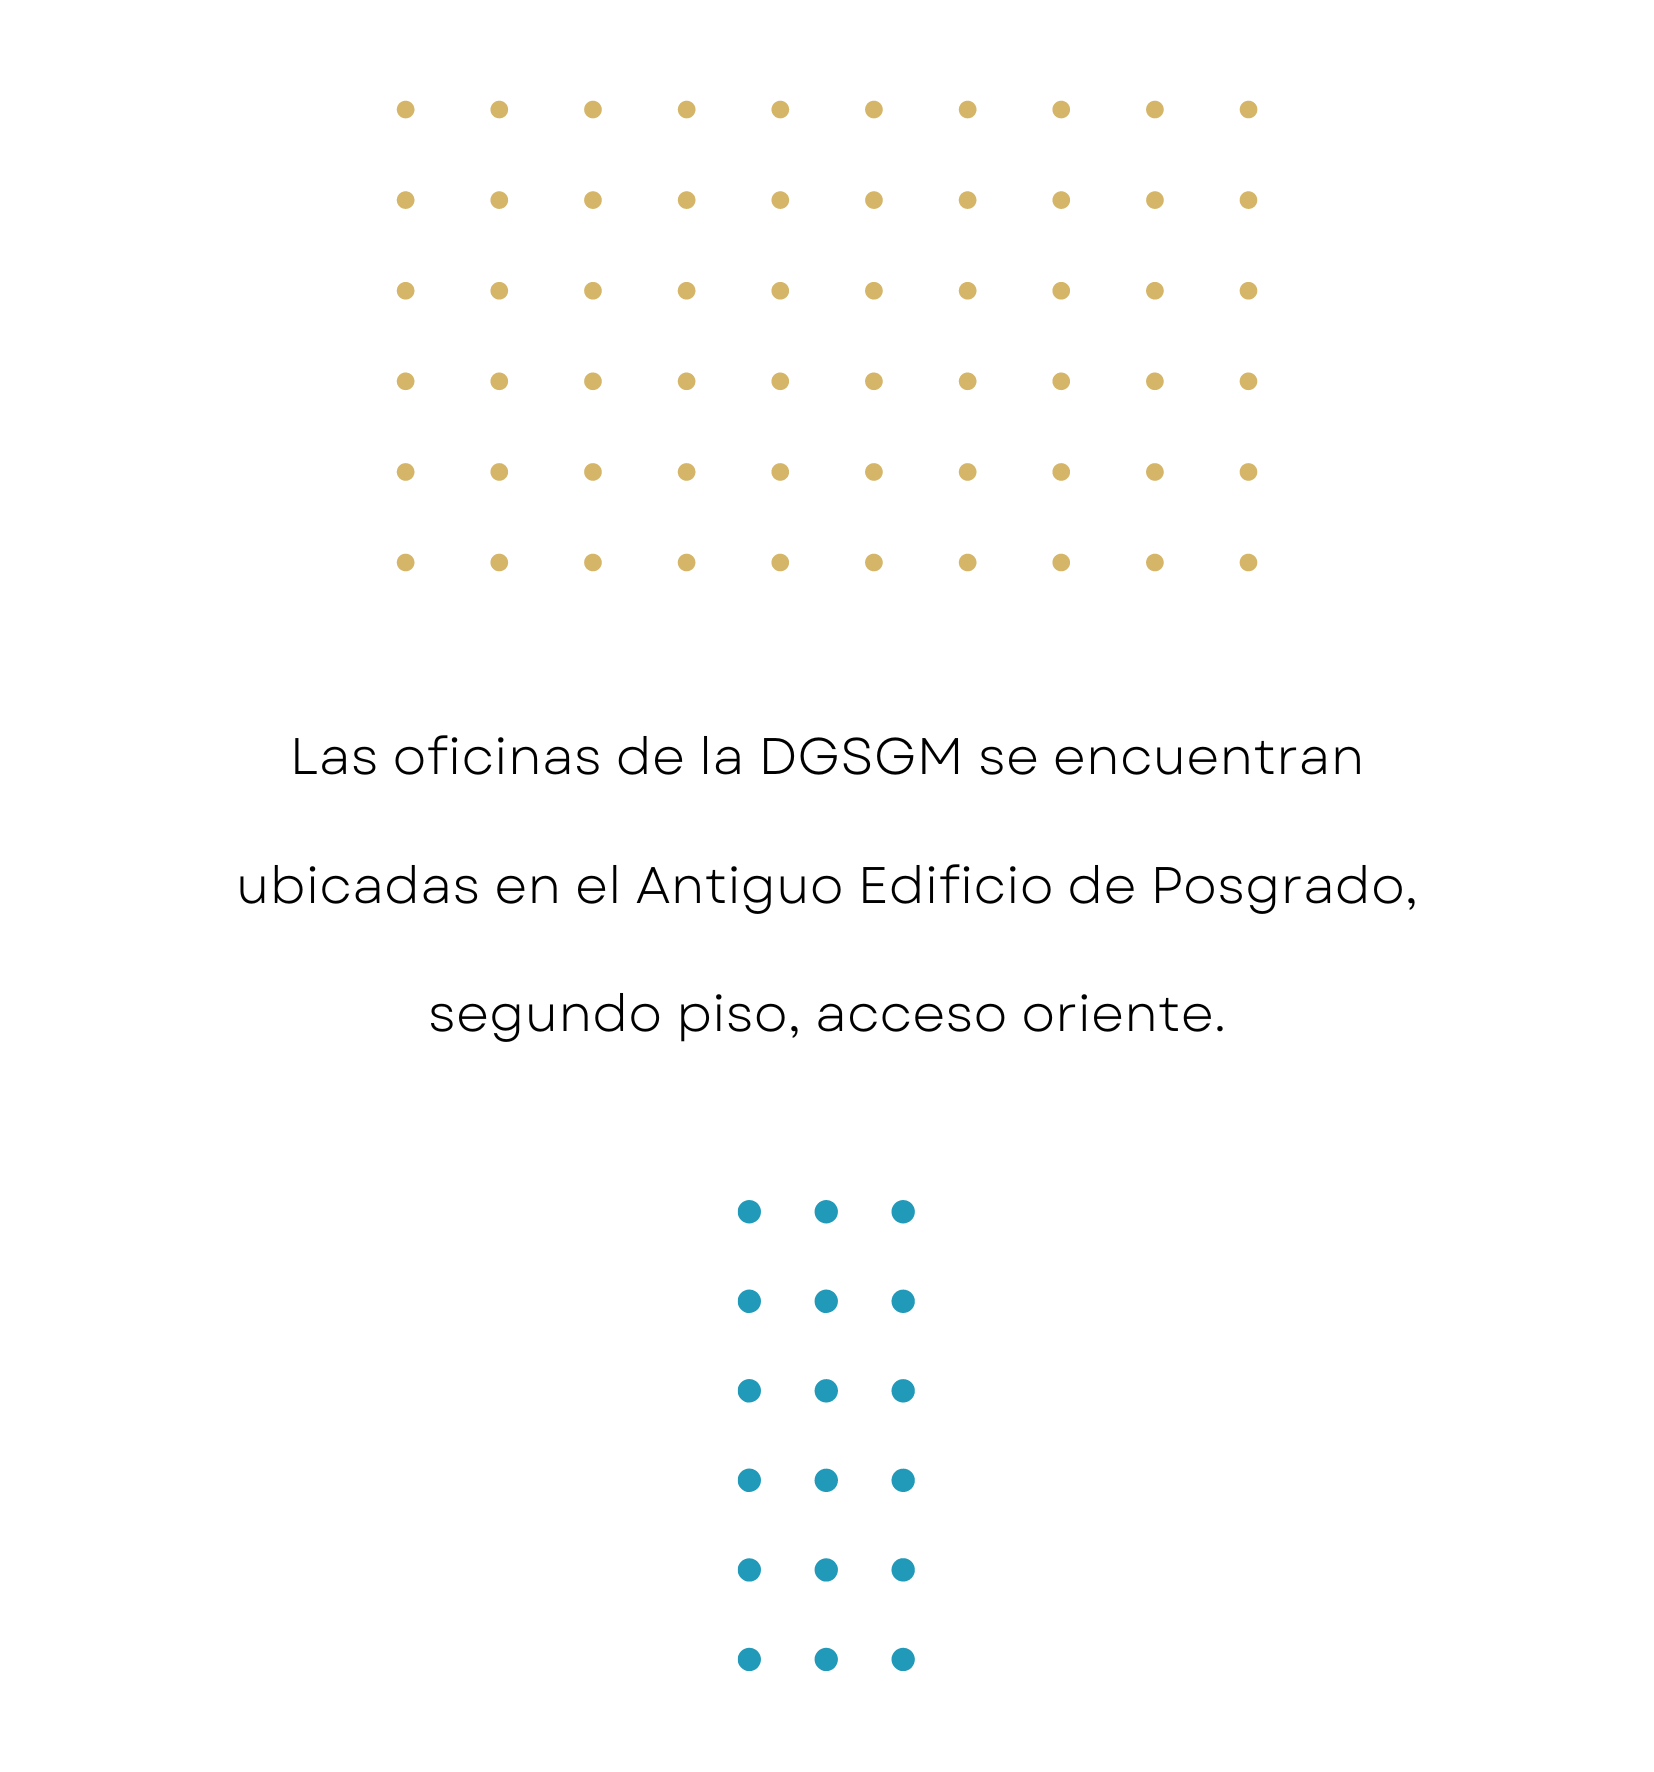 Las oficinas de la DGSGM se encuentran
ubicadas en el Antiguo Edificio de Posgrado,
segundo piso, acceso oriente.